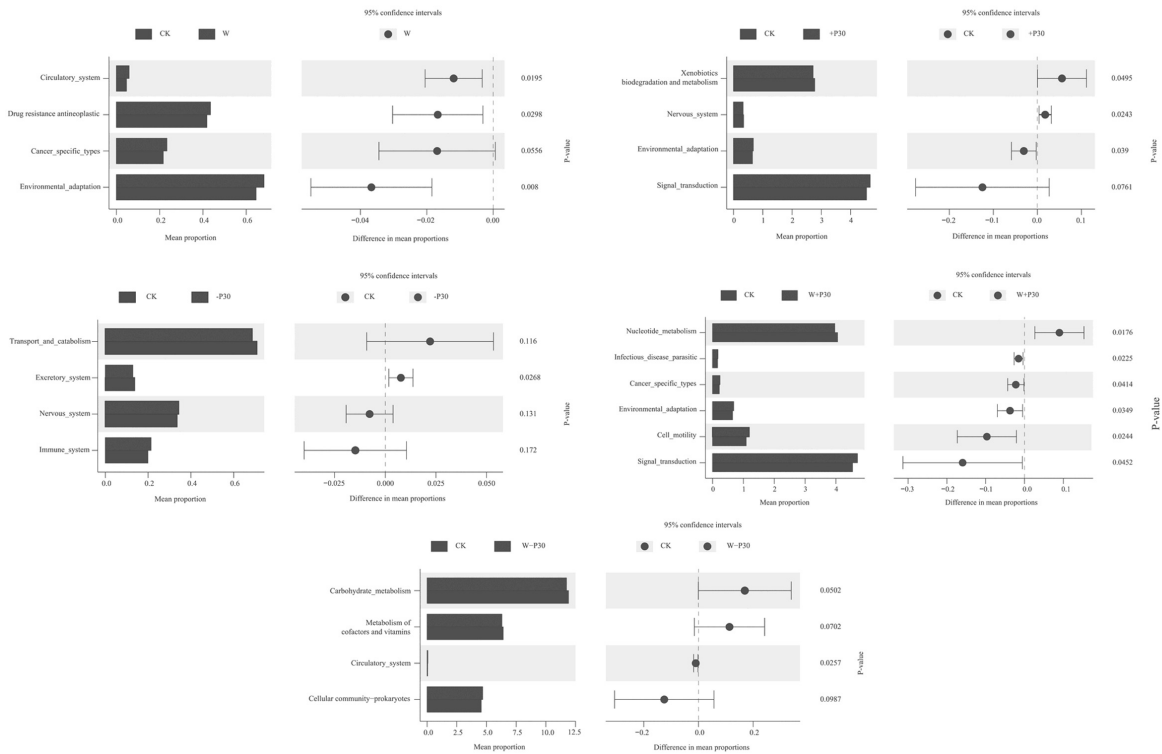 95% confidence intervals
CK W
W
Circulatory_system
Drug resistance antineoplastic
Cancer_specific_types
Environmental_adaptation
0.0195
0.0298
0.0556
0.008
P-value
0.0 0.2 0.4 0.6
Mean proportion
−0.04 −0.02 0.00
Difference in mean proportions
95% confidence intervals
CK +P30
CK +P30
Xenobiotics
biodegradation and metabolism
Nervous_system
Environmental_adaptation
Signal_transduction
0.0495
0.0243
0.039
0.0761
P-value
0 1 2 3 4
Mean proportion
−0.2 −0.1 0.0 0.1
Difference in mean proportions
95% confidence intervals
CK -P30
CK -P30
Transport_and_catabolism
Excretory_system
Nervous_system
Immune_system
0.116
0.0268
0.131
0.172
P-value
0.0 0.2 0.4 0.6
Mean proportion
−0.025 0.000 0.025 0.050
Difference in mean proportions
95% confidence intervals
CK W+P30
CK W+P30
Nucleotide_metabolism
Infectious_disease_parasitic
Cancer_specific_types
Environmental_adaptation
Cell_motility
Signal_transduction
0.0176
0.0225
0.0414
0.0349
0.0244
0.0452
P-value
0 1 2 3 4
Mean proportion
−0.3 −0.2 −0.1 0.0 0.1
Difference in mean proportions
95% confidence intervals
CK W−P30
CK W−P30
Carbohydrate_metabolism
Metabolism of
cofactors and vitamins
Circulatory_system
Cellular community−prokaryotes
0.0502
0.0702
0.0257
0.0987
P-value
0.0 2.5 5.0 7.5 10.0 12.5
Mean proportion
−0.2 0.0 0.2
Difference in mean proportions